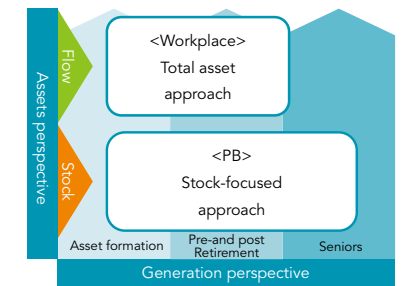 Assets perspective
Flow
<Workplace>
Total asset
approach
Stock
<PB>
Stock-focused
approach
Asset formation
Pre-and post
Retirement
Seniors
Generation perspective